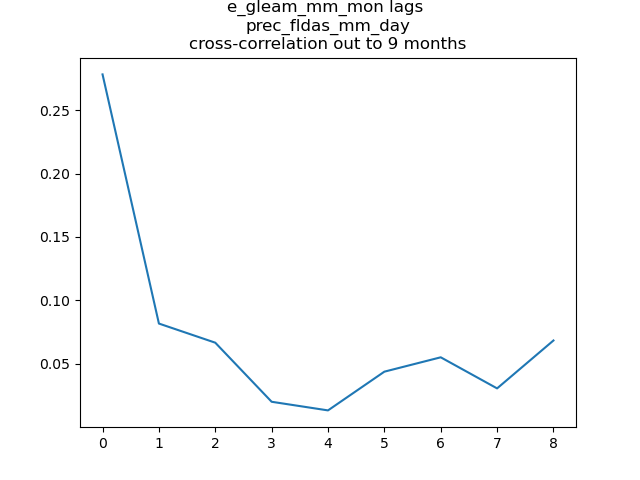 e_gleam_mm_mon lags
prec_fldas_mm_day
cross-correlation out to 9 months
0.25
0.20
0.15
0.10
0.05
0 1 2 3 4 5 6 7 8